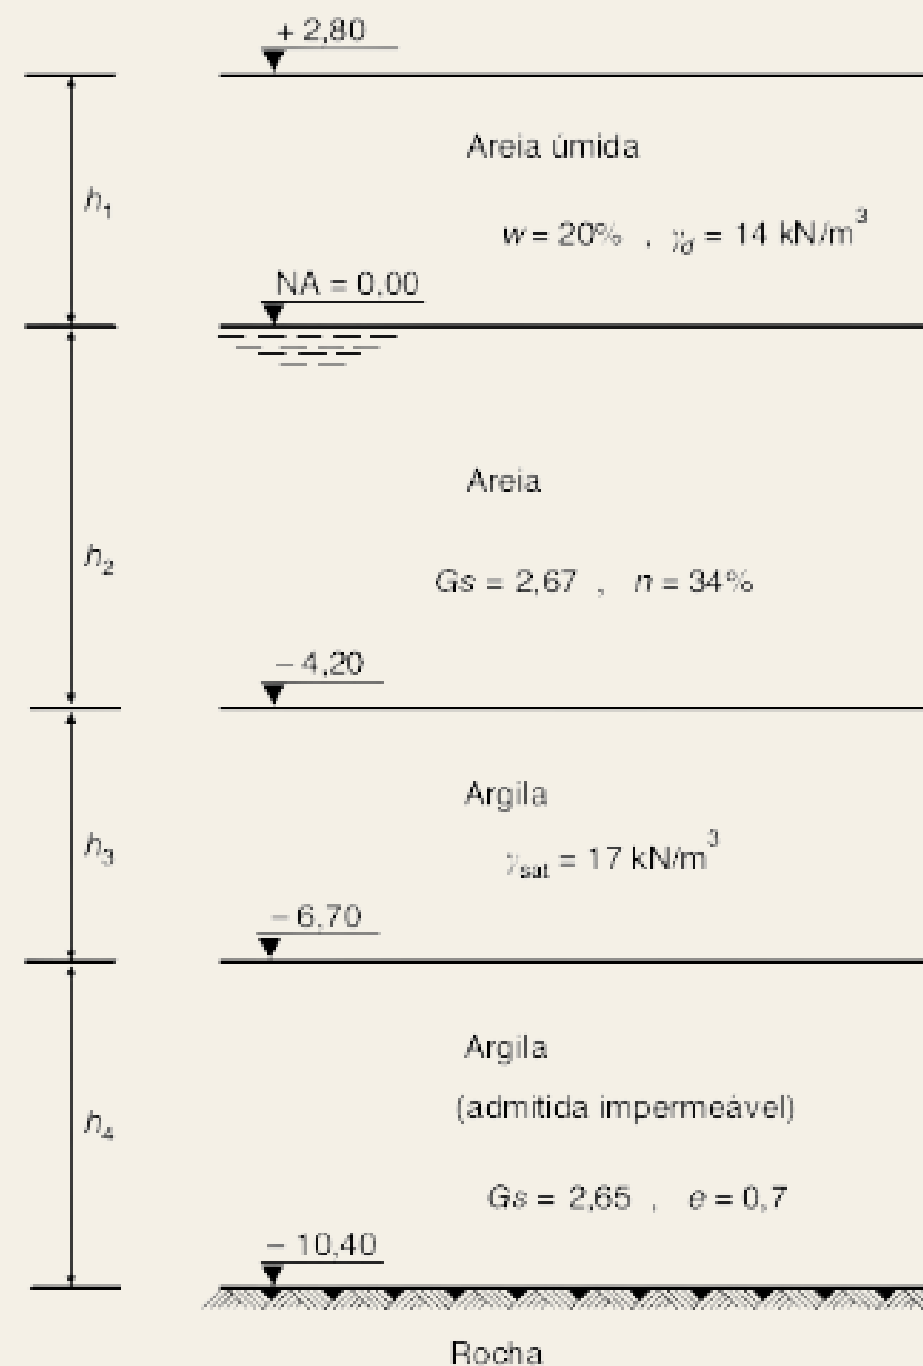 + 2,80
Areia úmida
h₁
w = 20% , γd = 14 kN/m³
NA = 0,00
Areia
h₂
Gs = 2,67 , n = 34%
– 4,20
Argila
h₃
γsat = 17 kN/m³
– 6,70
Argila
(admitida impermeável)
h₄
Gs = 2,65 , e = 0,7
– 10,40
Rocha